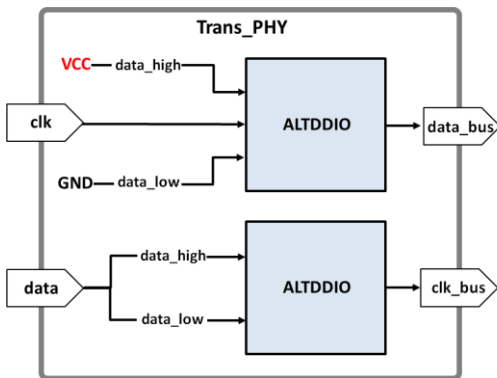 Trans_PHY
VCC data_high
clk
ALTDDIO
data_bus
GND data_low
data_high
data
ALTDDIO
clk_bus
data_low